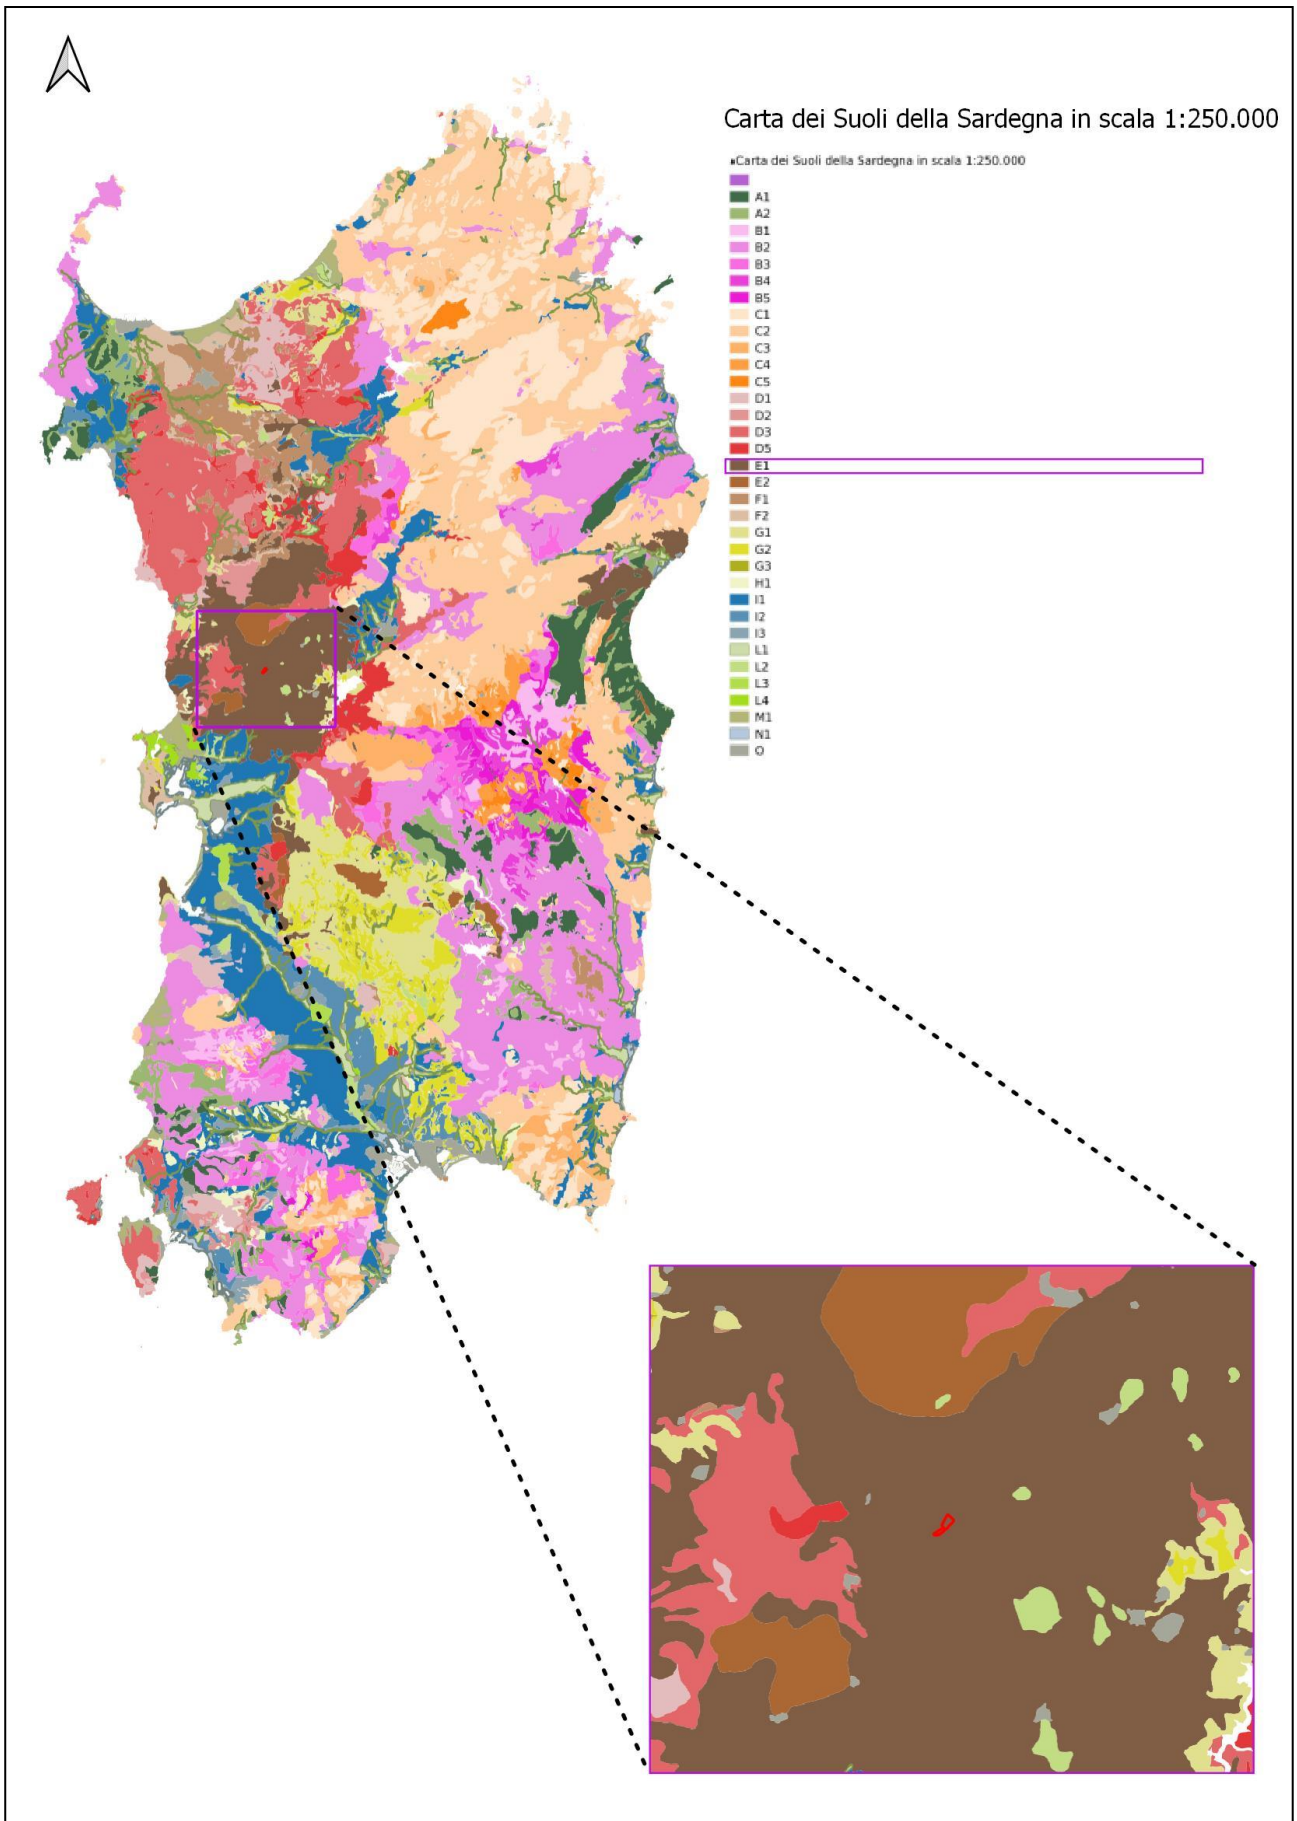 Carta dei Suoli della Sardegna in scala 1:250.000
Carta dei Suoli della Sardegna in scala 1:250.000
A1
A2
B1
B2
B3
B4
B5
C1
C2
C3
C4
C5
D1
D2
D3
D5
E1
E2
F1
F2
G1
G2
G3
H1
I1
I2
I3
L1
L2
L3
L4
M1
N1
O